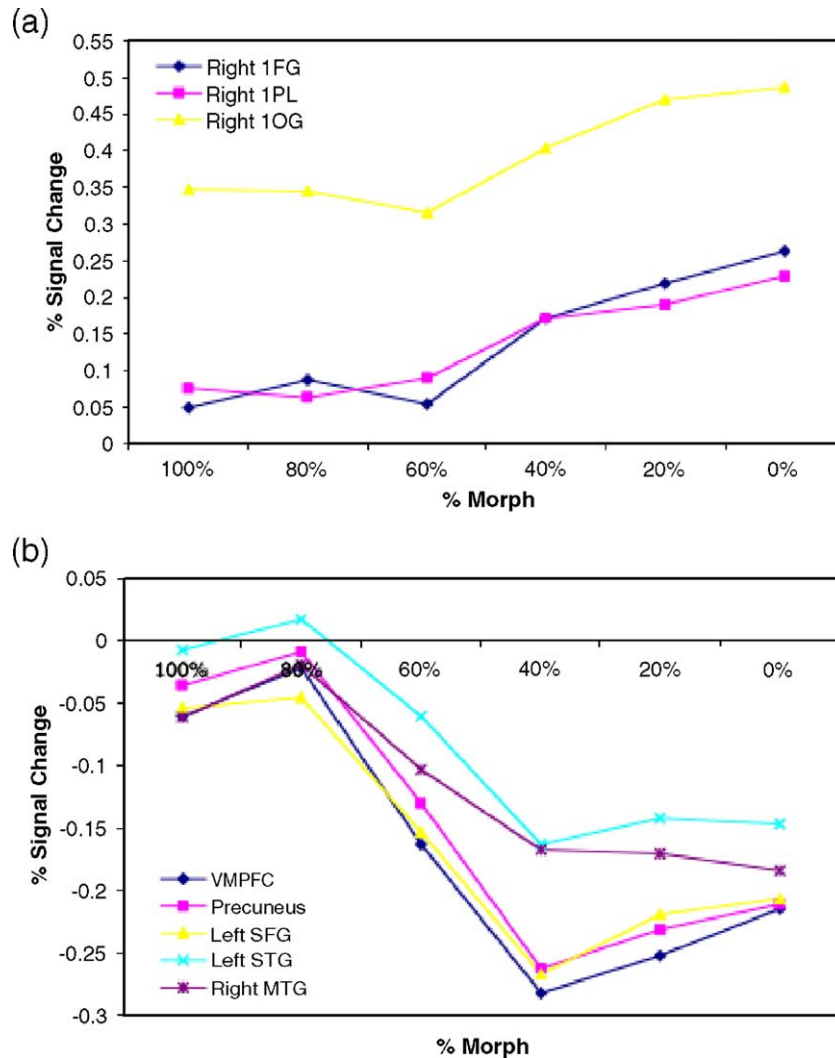 (a)
0.55
0.5
0.45
0.4
0.35
0.3
0.25
0.2
0.15
0.1
0.05
0
% Signal Change
Right 1FG
Right 1PL
Right 1OG
100% 80% 60% 40% 20% 0%
% Morph
(b)
0.05
0
-0.05
-0.1
-0.15
-0.2
-0.25
-0.3
% Signal Change
100% 80% 60% 40% 20% 0%
VMPFC
Precuneus
Left SFG
Left STG
Right MTG
% Morph